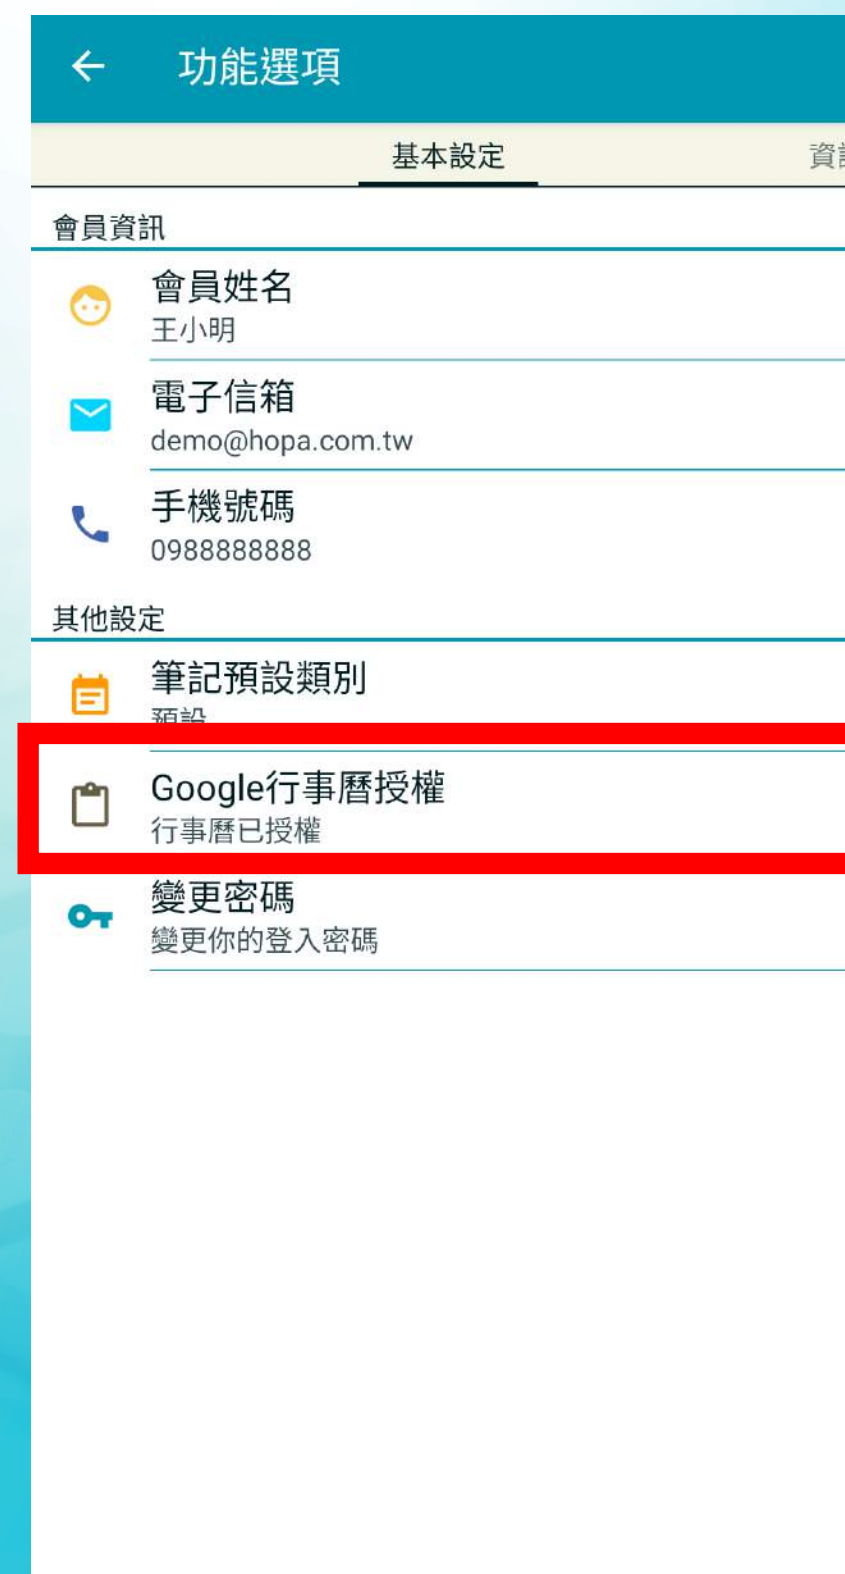 功能選項
基本設定
會員資訊
會員姓名
王小明
電子信箱
demo@hopa.com.tw
手機號碼
0988888888
其他設定
筆記預設類別
預設
Google行事曆授權
行事曆已授權
變更密碼
變更你的登入密碼